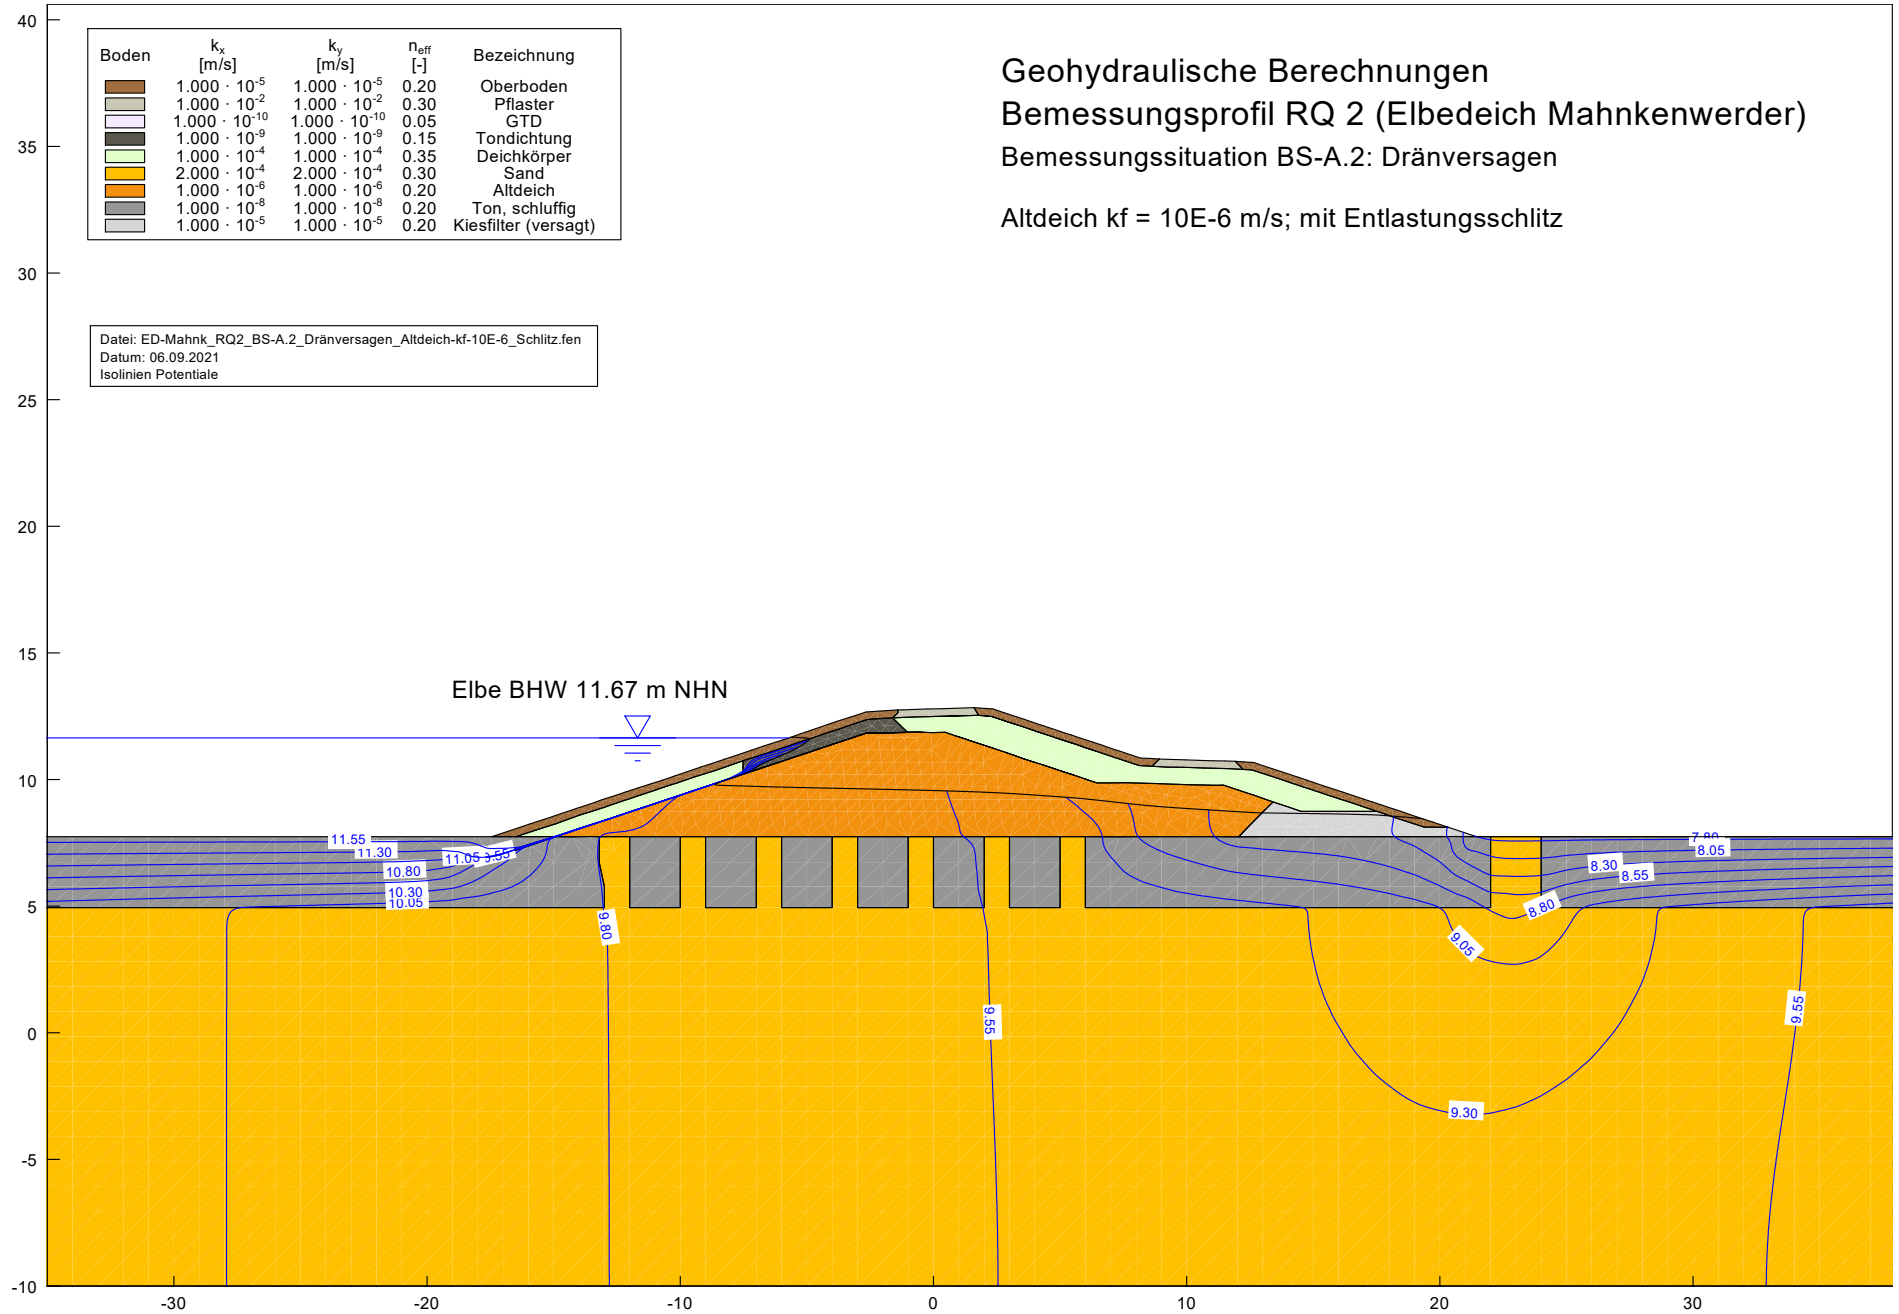 Boden kx [m/s] ky [m/s] neff [-] Bezeichnung
1.000 · 10-5 1.000 · 10-5 0.20 Oberboden
1.000 · 10-2 1.000 · 10-2 0.30 Pflaster
1.000 · 10-10 1.000 · 10-10 0.05 GTD
1.000 · 10-9 1.000 · 10-9 0.15 Tondichtung
1.000 · 10-4 1.000 · 10-4 0.35 Deichkörper
2.000 · 10-4 2.000 · 10-4 0.30 Sand
1.000 · 10-6 1.000 · 10-6 0.20 Altdeich
1.000 · 10-8 1.000 · 10-8 0.20 Ton, schluffig
1.000 · 10-5 1.000 · 10-5 0.20 Kiesfilter (versagt)
Geohydraulische Berechnungen
Bemessungsprofil RQ 2 (Elbedeich Mahnkenwerder)
Bemessungssituation BS-A.2: Dränversagen
Altdeich kf = 10E-6 m/s; mit Entlastungsschlitz
Datei: ED-Mahnk_RQ2_BS-A.2_Dränversagen_Altdeich-kf-10E-6_Schlitz.fen
Datum: 06.09.2021
Isolinien Potentiale
Elbe BHW 11.67 m NHN
40
35
30
25
20
15
10
5
0
-5
-10
11.55
11.30
11.05
10.80
10.30
10.05
9.80
9.55
9.30
9.05
8.80
7.80
8.05
8.30
8.55
9.55
-30 -20 -10 0 10 20 30